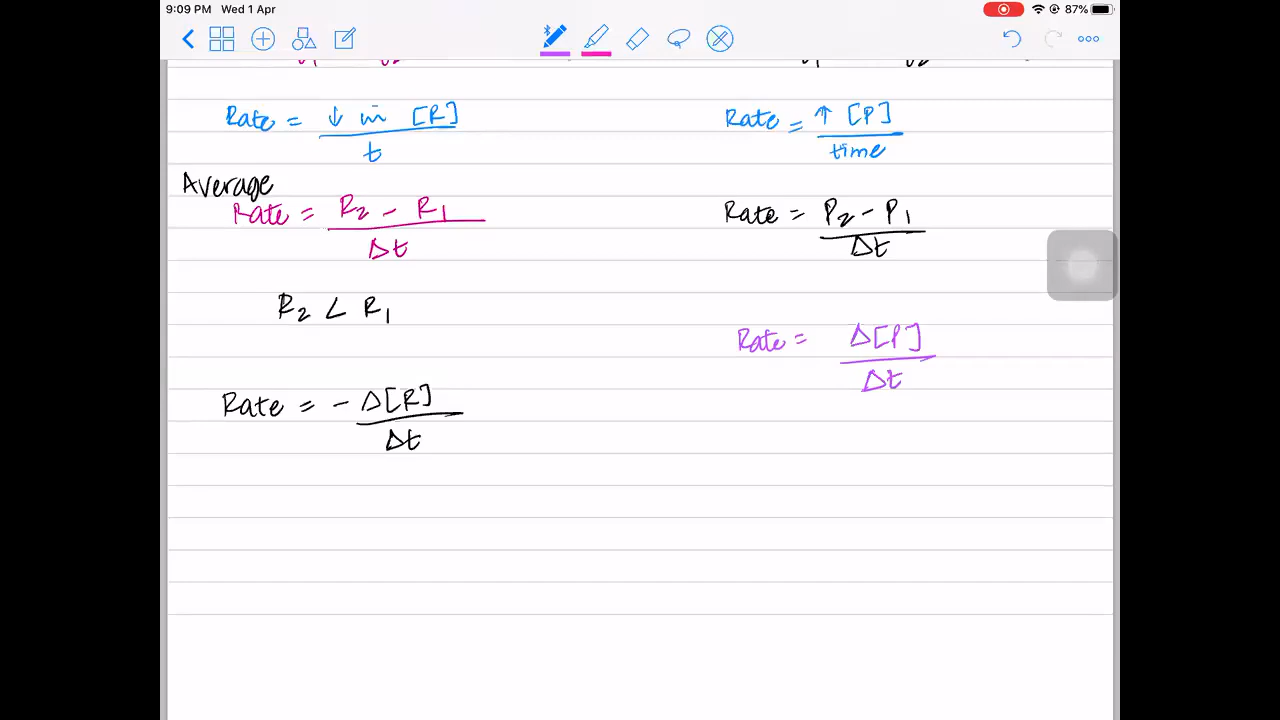 9:09 PM Wed 1 Apr 87%
Rate = ↓ in [R]
t
Rate = ↑ [P]
time
Average
Rate = R₂ - R₁
Δt
Rate = P₂ - P₁
Δt
R₂ < R₁
Rate = Δ[P]
Δt
Rate = - Δ[R]
Δt